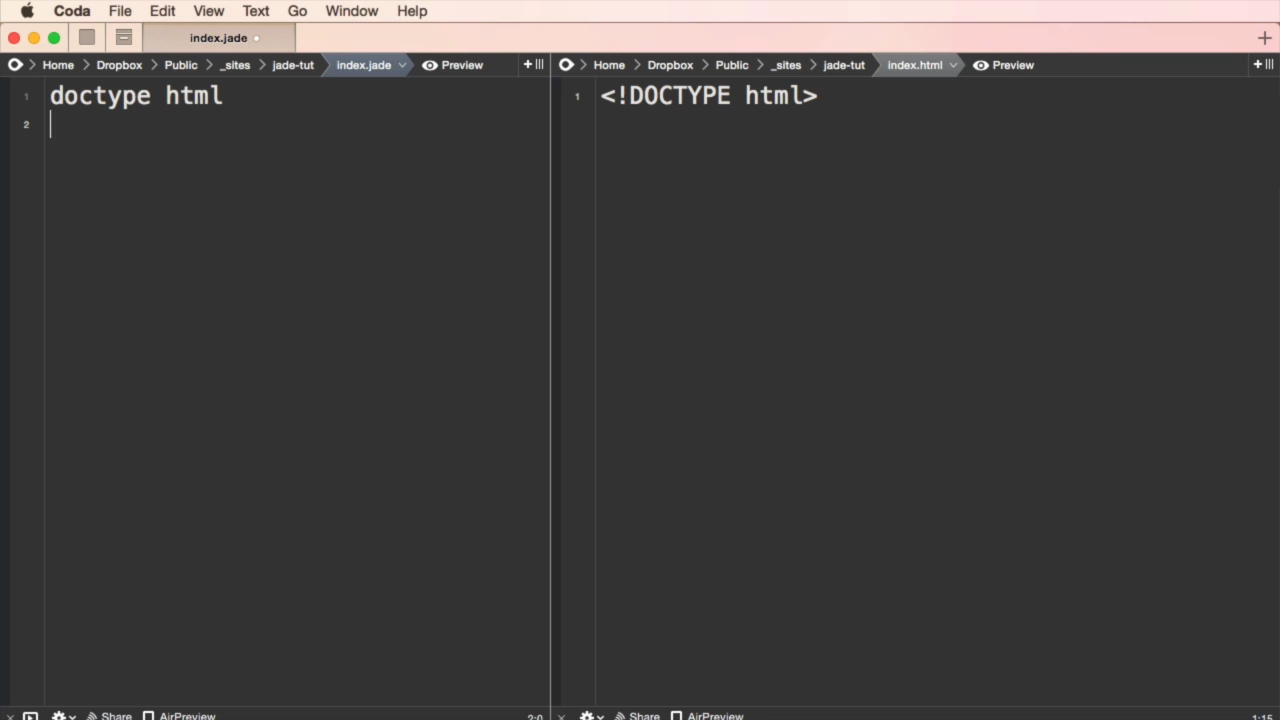 Coda File Edit View Text Go Window Help
index.jade
Home Dropbox Public _sites jade-tut index.jade Preview
Home Dropbox Public _sites jade-tut index.html Preview
1 doctype html
2
1 <!DOCTYPE html>
Share AirPreview 2:0
Share AirPreview 1:15